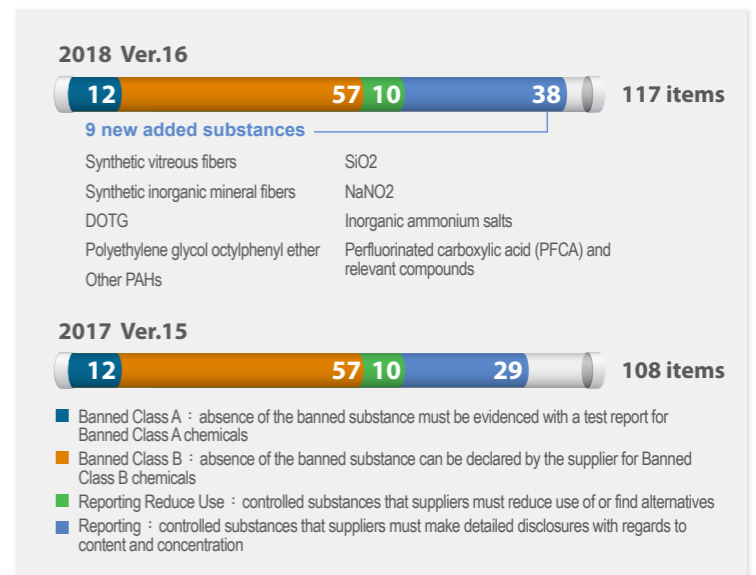 2018 Ver.16
12 57 10 38 117 items
9 new added substances
Synthetic vitreous fibers
Synthetic inorganic mineral fibers
DOTG
Polyethylene glycol octylphenyl ether
Other PAHs
SiO2
NaNO2
Inorganic ammonium salts
Perfluorinated carboxylic acid (PFCA) and
relevant compounds
2017 Ver.15
12 57 10 29 108 items
Banned Class A：absence of the banned substance must be evidenced with a test report for
Banned Class A chemicals
Banned Class B：absence of the banned substance can be declared by the supplier for Banned
Class B chemicals
Reporting Reduce Use：controlled substances that suppliers must reduce use of or find alternatives
Reporting：controlled substances that suppliers must make detailed disclosures with regards to
content and concentration